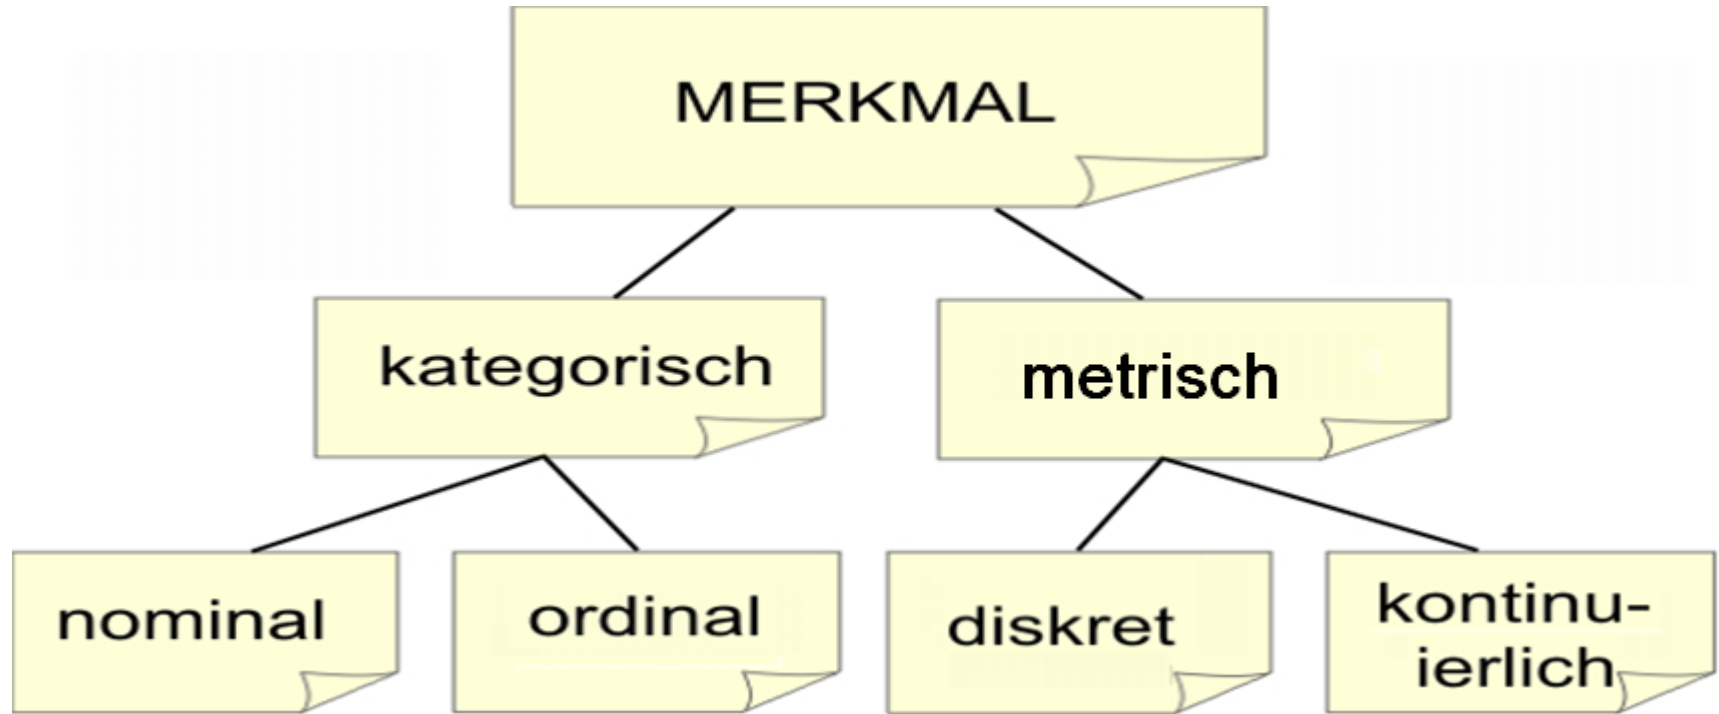 MERKMAL
kategorisch
metrisch
nominal
ordinal
diskret
kontinu-
ierlich